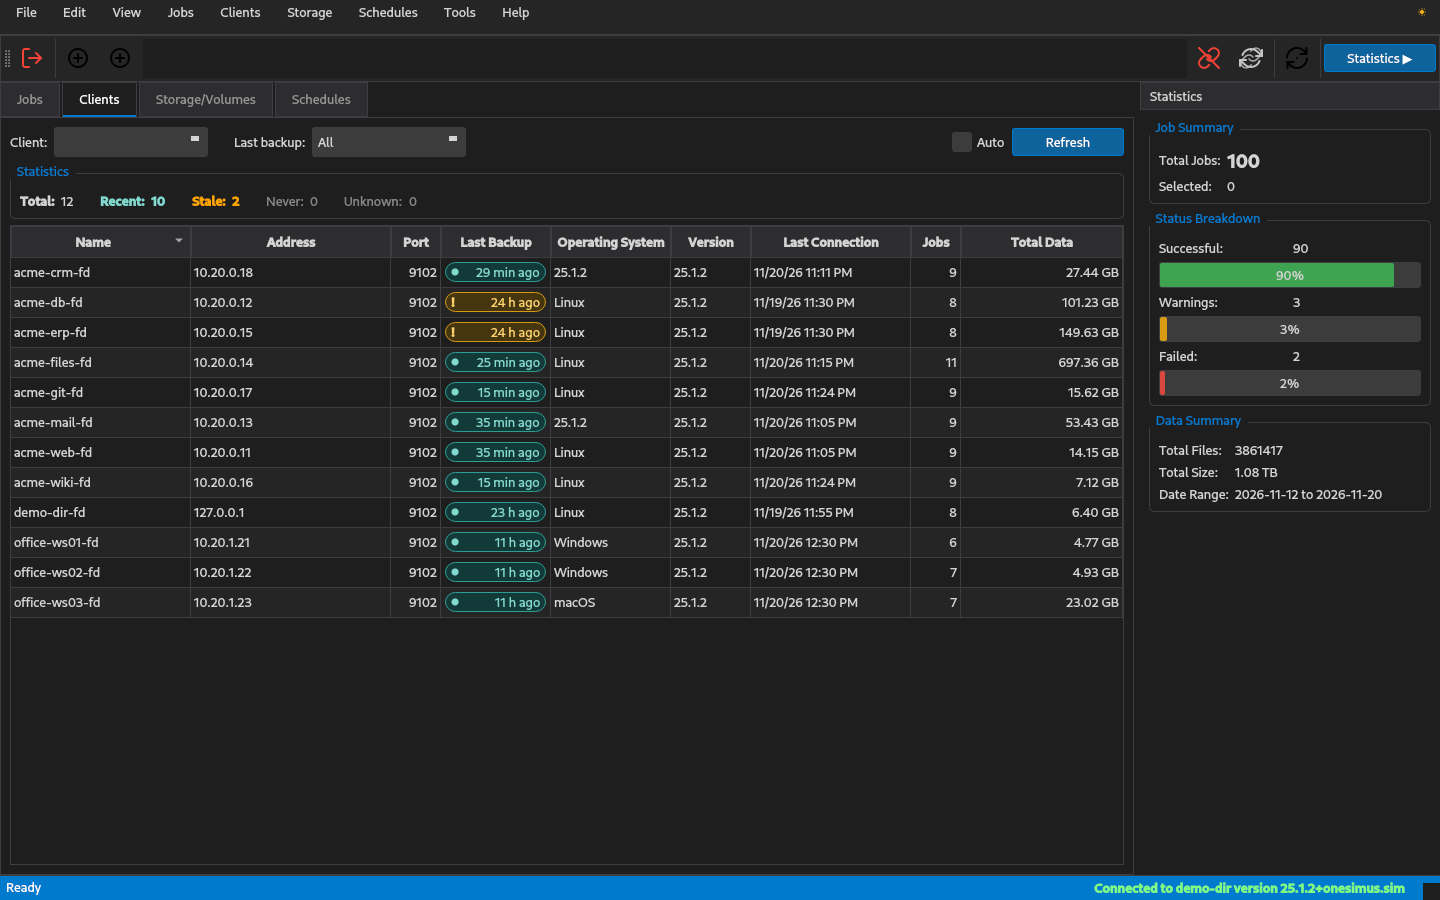 File Edit View Jobs Clients Storage Schedules Tools Help
Statistics ▶
Jobs Clients Storage/Volumes Schedules
Client: Last backup: All Auto Refresh
Statistics
Total: 12 Recent: 10 Stale: 2 Never: 0 Unknown: 0
Name Address Port Last Backup Operating System Version Last Connection Jobs Total Data
acme-crm-fd 10.20.0.18 9102 29 min ago 25.1.2 25.1.2 11/20/26 11:11 PM 9 27.44 GB
acme-db-fd 10.20.0.12 9102 ! 24 h ago Linux 25.1.2 11/19/26 11:30 PM 8 101.23 GB
acme-erp-fd 10.20.0.15 9102 ! 24 h ago Linux 25.1.2 11/19/26 11:30 PM 8 149.63 GB
acme-files-fd 10.20.0.14 9102 25 min ago Linux 25.1.2 11/20/26 11:15 PM 11 697.36 GB
acme-git-fd 10.20.0.17 9102 15 min ago Linux 25.1.2 11/20/26 11:24 PM 9 15.62 GB
acme-mail-fd 10.20.0.13 9102 35 min ago 25.1.2 25.1.2 11/20/26 11:05 PM 9 53.43 GB
acme-web-fd 10.20.0.11 9102 35 min ago Linux 25.1.2 11/20/26 11:05 PM 9 14.15 GB
acme-wiki-fd 10.20.0.16 9102 15 min ago Linux 25.1.2 11/20/26 11:24 PM 9 7.12 GB
demo-dir-fd 127.0.0.1 9102 23 h ago Linux 25.1.2 11/19/26 11:55 PM 8 6.40 GB
office-ws01-fd 10.20.1.21 9102 11 h ago Windows 25.1.2 11/20/26 12:30 PM 6 4.77 GB
office-ws02-fd 10.20.1.22 9102 11 h ago Windows 25.1.2 11/20/26 12:30 PM 7 4.93 GB
office-ws03-fd 10.20.1.23 9102 11 h ago macOS 25.1.2 11/20/26 12:30 PM 7 23.02 GB
Statistics
Job Summary
Total Jobs: 100
Selected: 0
Status Breakdown
Successful: 90
90%
Warnings: 3
3%
Failed: 2
2%
Data Summary
Total Files: 3861417
Total Size: 1.08 TB
Date Range: 2026-11-12 to 2026-11-20
Ready
Connected to demo-dir version 25.1.2+onesimus.sim